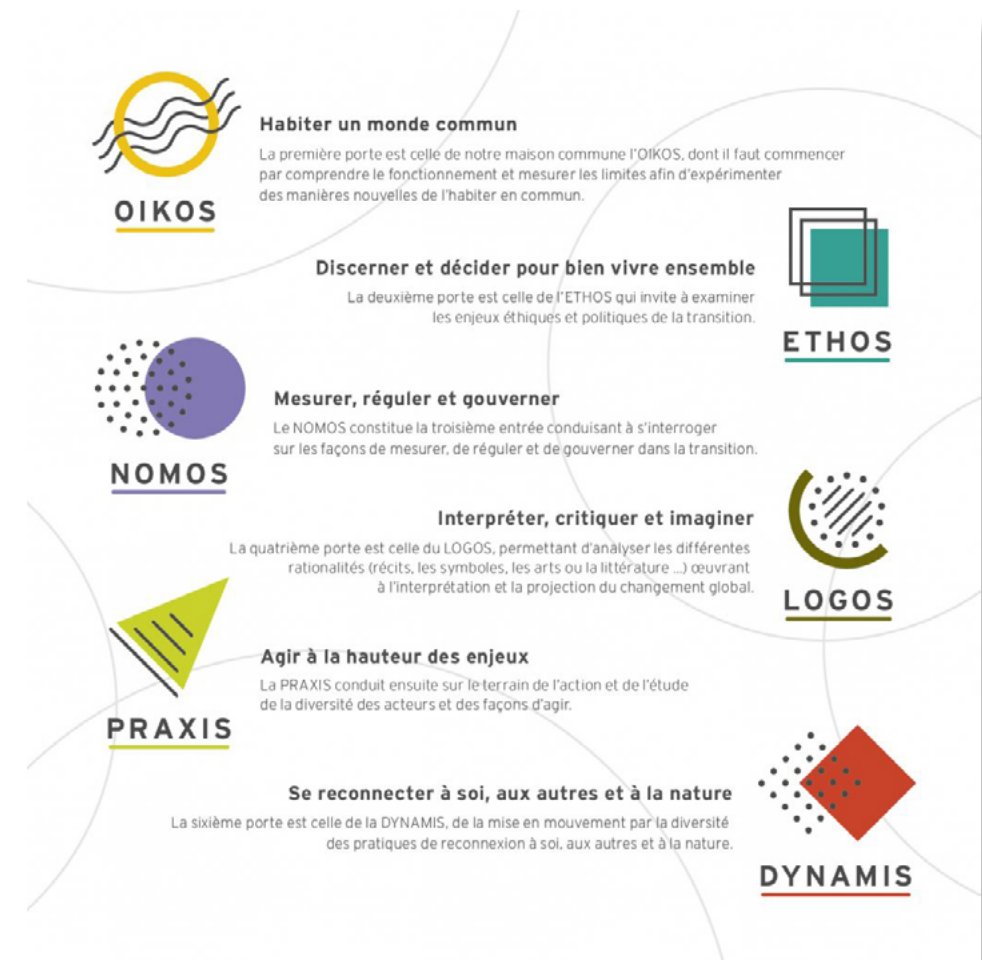 Habiter un monde commun
La première porte est celle de notre maison commune l'OIKOS, dont il faut commencer
par comprendre le fonctionnement et mesurer les limites afin d'expérimenter
des manières nouvelles de l'habiter en commun.
OIKOS
Discerner et décider pour bien vivre ensemble
La deuxième porte est celle de l'ETHOS qui invite à examiner
les enjeux éthiques et politiques de la transition.
ETHOS
Mesurer, réguler et gouverner
Le NOMOS constitue la troisième entrée conduisant à s'interroger
sur les façons de mesurer, de réguler et de gouverner dans la transition.
NOMOS
Interpréter, critiquer et imaginer
La quatrième porte est celle du LOGOS, permettant d'analyser les différentes
rationalités (récits, les symboles, les arts ou la littérature ...) œuvrant
à l'interprétation et la projection du changement global.
LOGOS
Agir à la hauteur des enjeux
La PRAXIS conduit ensuite sur le terrain de l'action et de l'étude
de la diversité des acteurs et des façons d'agir.
PRAXIS
Se reconnecter à soi, aux autres et à la nature
La sixième porte est celle de la DYNAMIS, de la mise en mouvement par la diversité
des pratiques de reconnexion à soi, aux autres et à la nature.
DYNAMIS